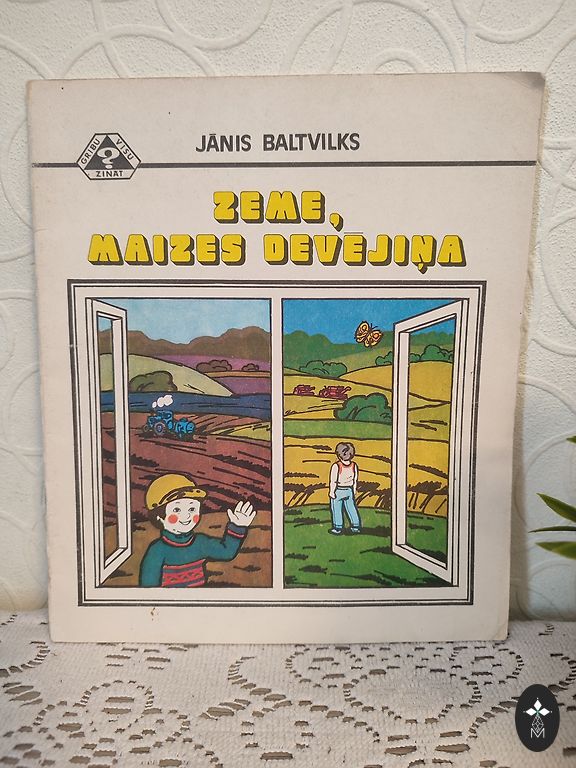 JĀNIS BALTVILKS
GRIBU VISU
?
ZINĀT
ZEME,
MAIZES DEVĒJIŅA
M